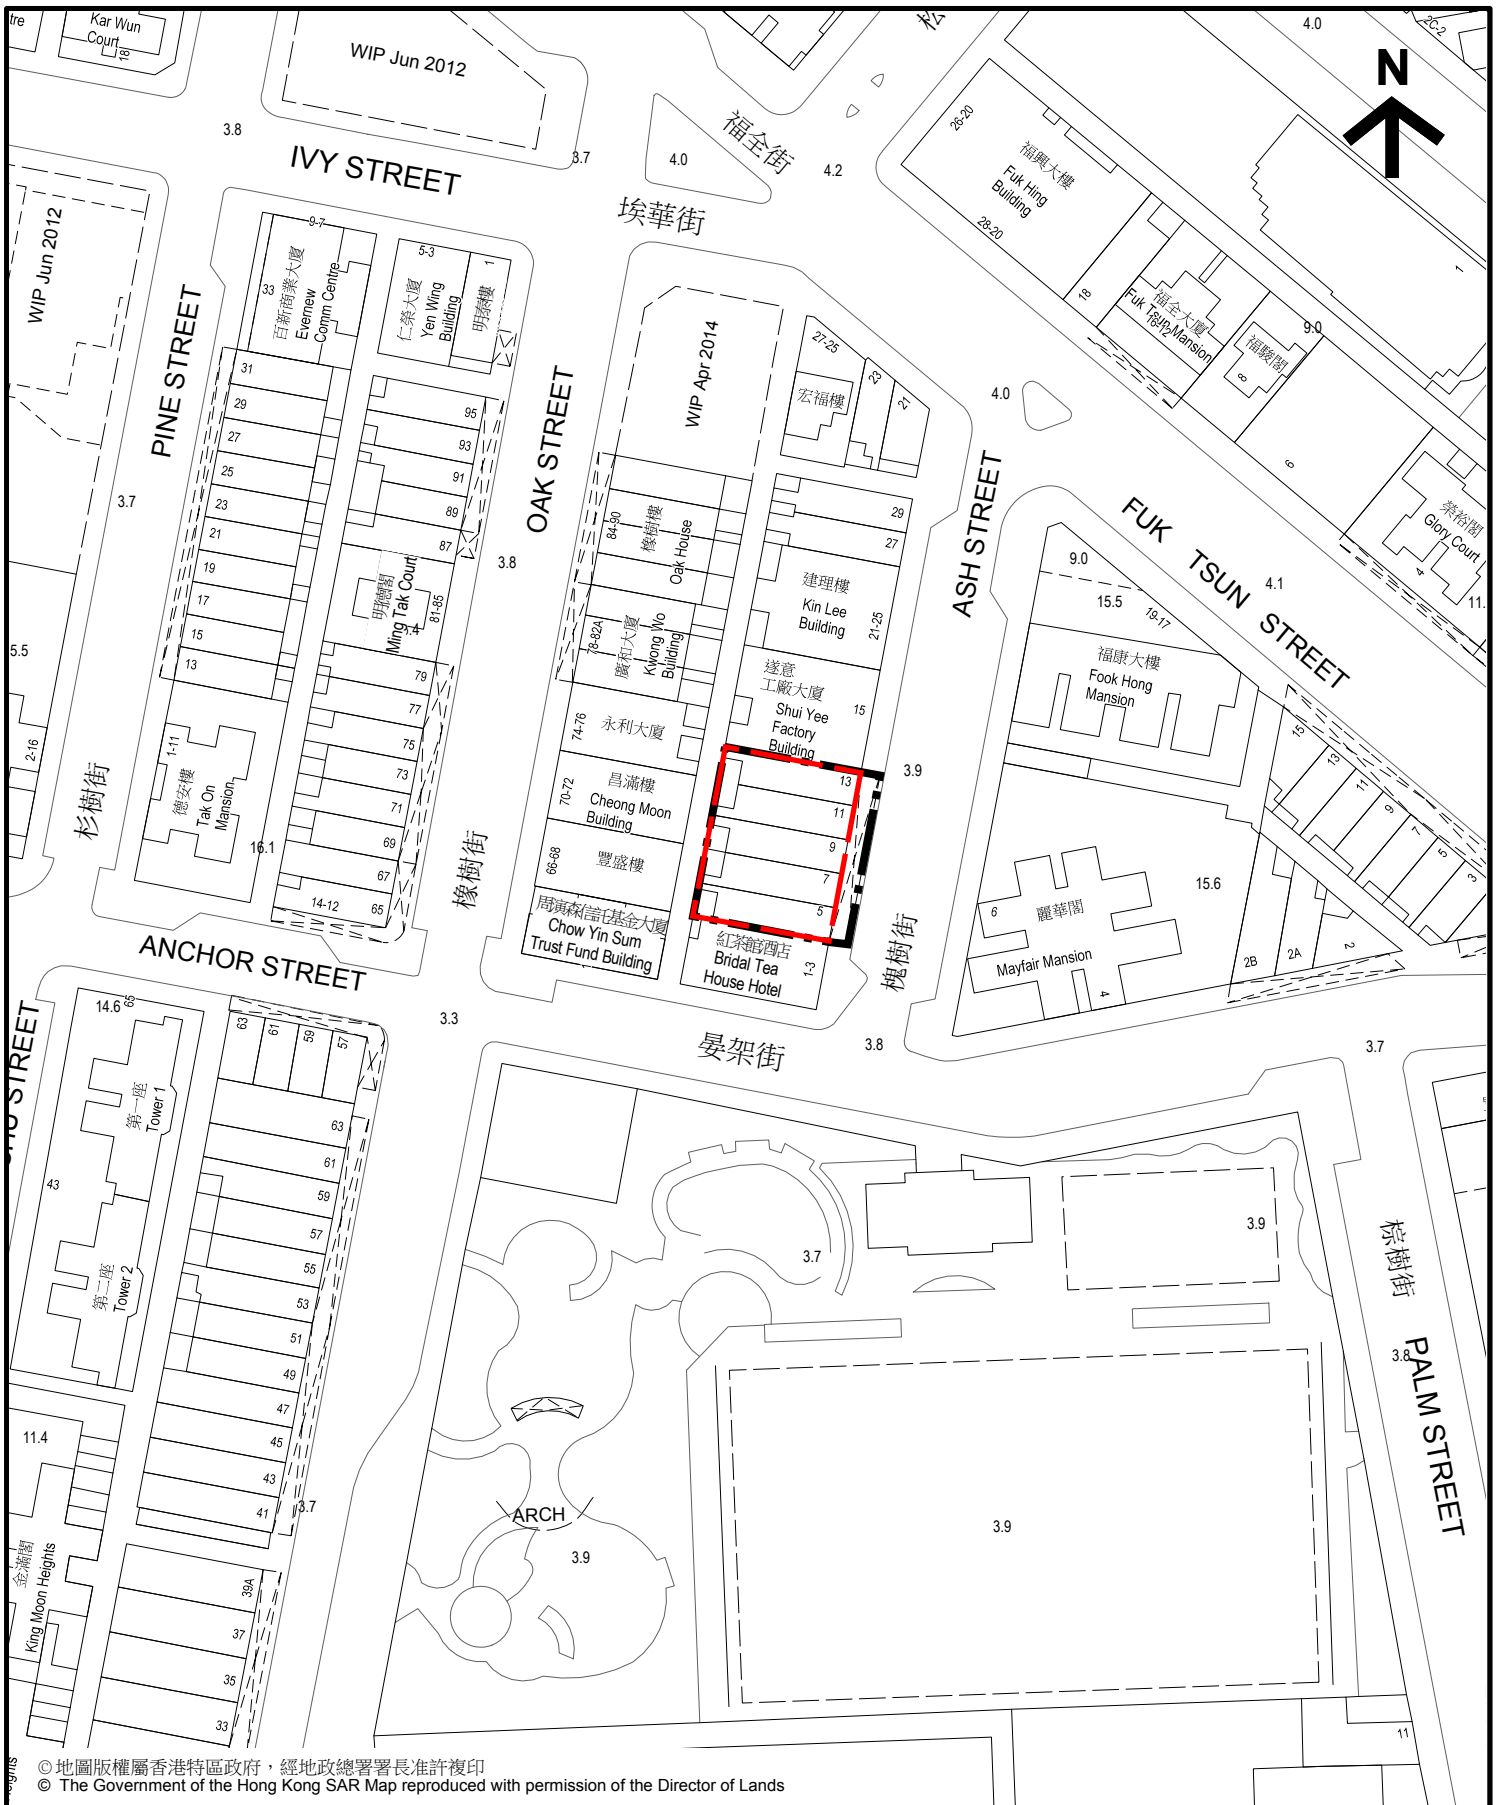 tre
Kar Wun
Court
18
WIP Jun 2012
3.8
IVY STREET
3.7
4.0
福全街
4.2
埃華街
松
4.0
2C-2
N
26-20
福興大樓
Fuk Hing
Building
28-20
18
福全大廈
Fuk Tsun Mansion
16-12
福駿閣
8
9.0
1
6
榮裕閣
Glory Court
4
11.
WIP Jun 2012
PINE STREET
9-7
33
百新商業大廈
Evernew
Comm Centre
5-3
仁榮大廈
Yen Wing
Building
1
明泰樓
31
29
27
25
23
21
19
17
15
13
95
93
91
89
87
明德閣
Ming Tak Court
81-85
79
77
75
73
71
69
67
65
14-12
3.7
OAK STREET
3.8
WIP Apr 2014
27-25
宏福樓
23
21
4.0
84-90
橡樹樓
Oak House
78-82A
廣和大廈
Kwong Wo
Building
74-76
永利大廈
70-72
昌滿樓
Cheong Moon
Building
66-68
豐盛樓
周演森信託基金大廈
Chow Yin Sum
Trust Fund Building
29
27
建理樓
Kin Lee
Building
21-25
遂意
工廠大廈
Shui Yee
Factory
Building
15
13
11
9
7
5
紅茶館酒店
Bridal Tea
House Hotel
1-3
ASH STREET
3.9
槐樹街
FUK TSUN STREET
4.1
9.0
15.5
19-17
福康大樓
Fook Hong
Mansion
15
13
11
9
7
5
3
15.6
6
麗華閣
Mayfair Mansion
4
2B
2A
2
5.5
2-16
杉樹街
1-11
德安樓
Tak On
Mansion
16.1
橡樹街
ANCHOR STREET
3.3
晏架街
3.8
3.7
14.6
65
STREET
第一座
Tower 1
43
第二座
Tower 2
63
61
59
57
63
61
59
57
55
53
51
49
47
45
43
41
3.7
39A
37
35
33
11.4
金滿閣
King Moon Heights
3.7
3.9
棕樹街
3.8
PALM STREET
ARCH
3.9
3.9
11
©地圖版權屬香港特區政府，經地政總署署長准許複印
© The Government of the Hong Kong SAR Map reproduced with permission of the Director of Lands